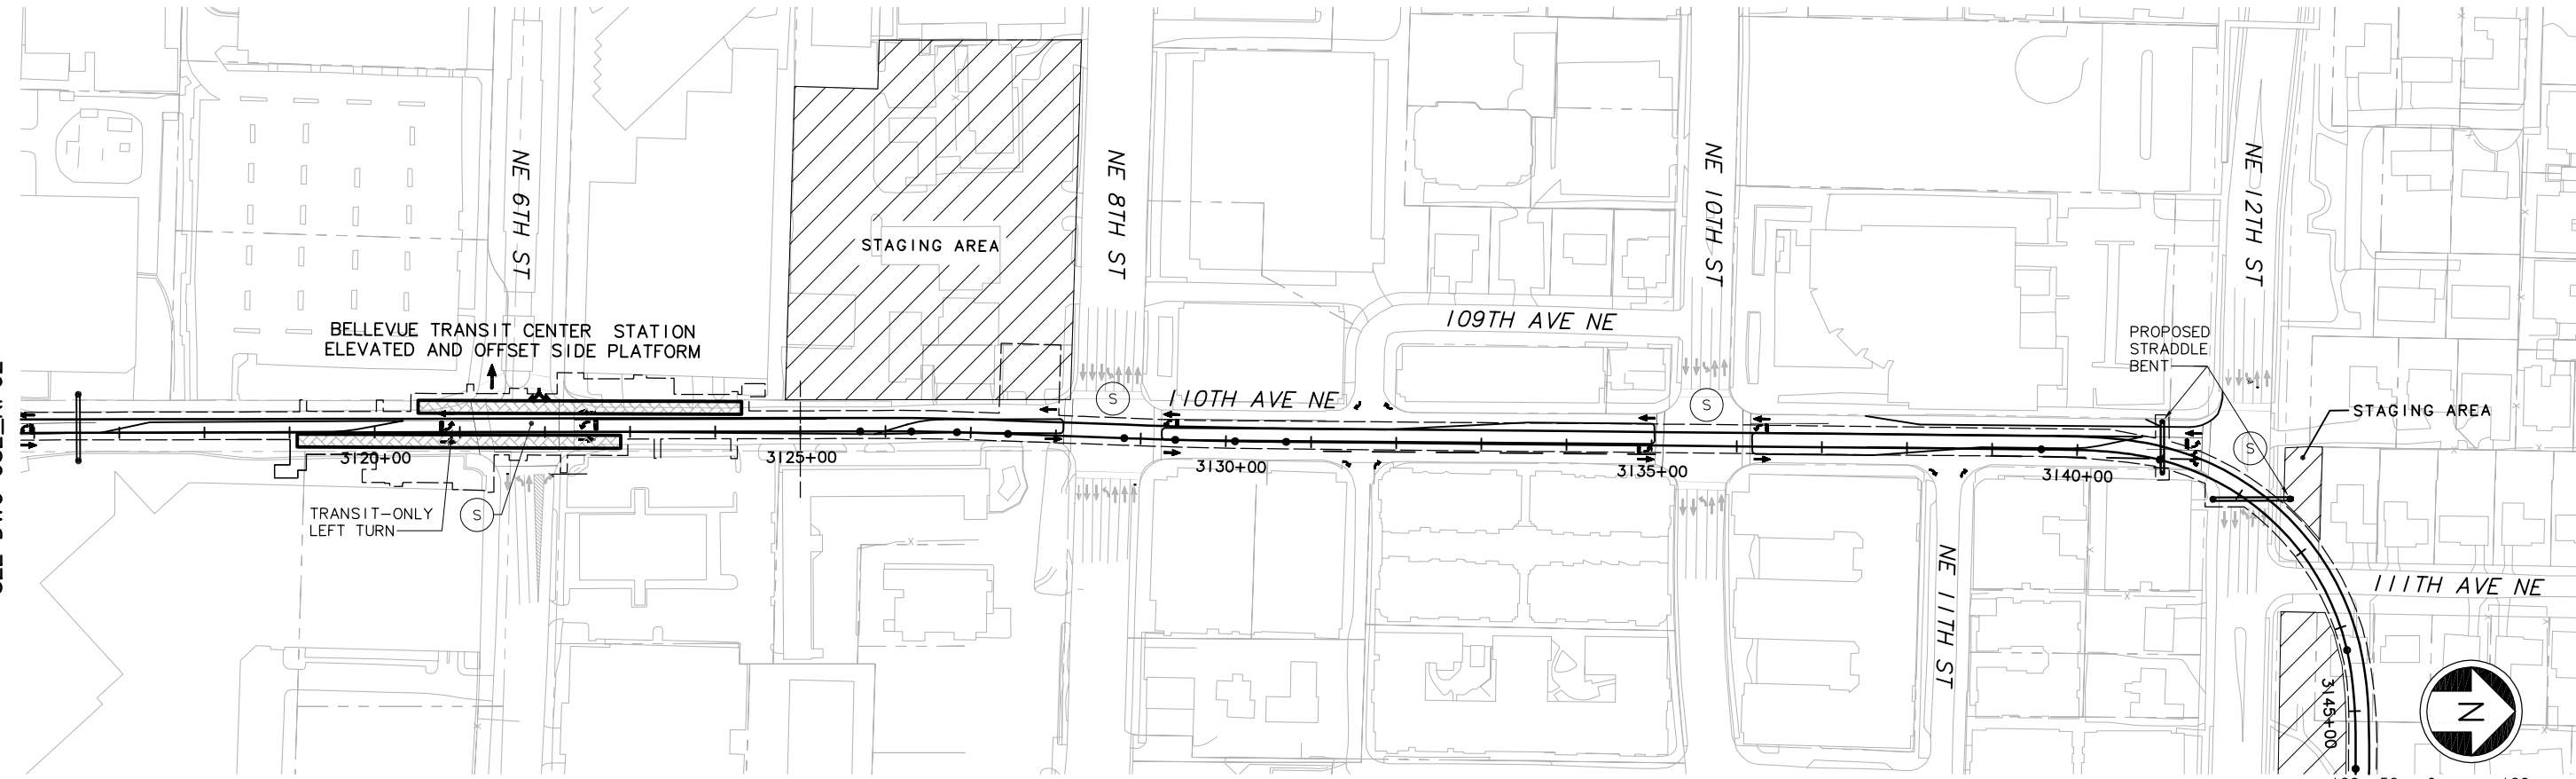 NE 6TH ST
NE 8TH ST
NE 10TH ST
NE 12TH ST
STAGING AREA
109TH AVE NE
BELLEVUE TRANSIT CENTER STATION
ELEVATED AND OFFSET SIDE PLATFORM
PROPOSED
STRADDLE
BENT
110TH AVE NE
S
S
STAGING AREA
S
3120+00
3125+00
3130+00
3135+00
3140+00
TRANSIT-ONLY
LEFT TURN
S
NE 11TH ST
111TH AVE NE
3145+00
N